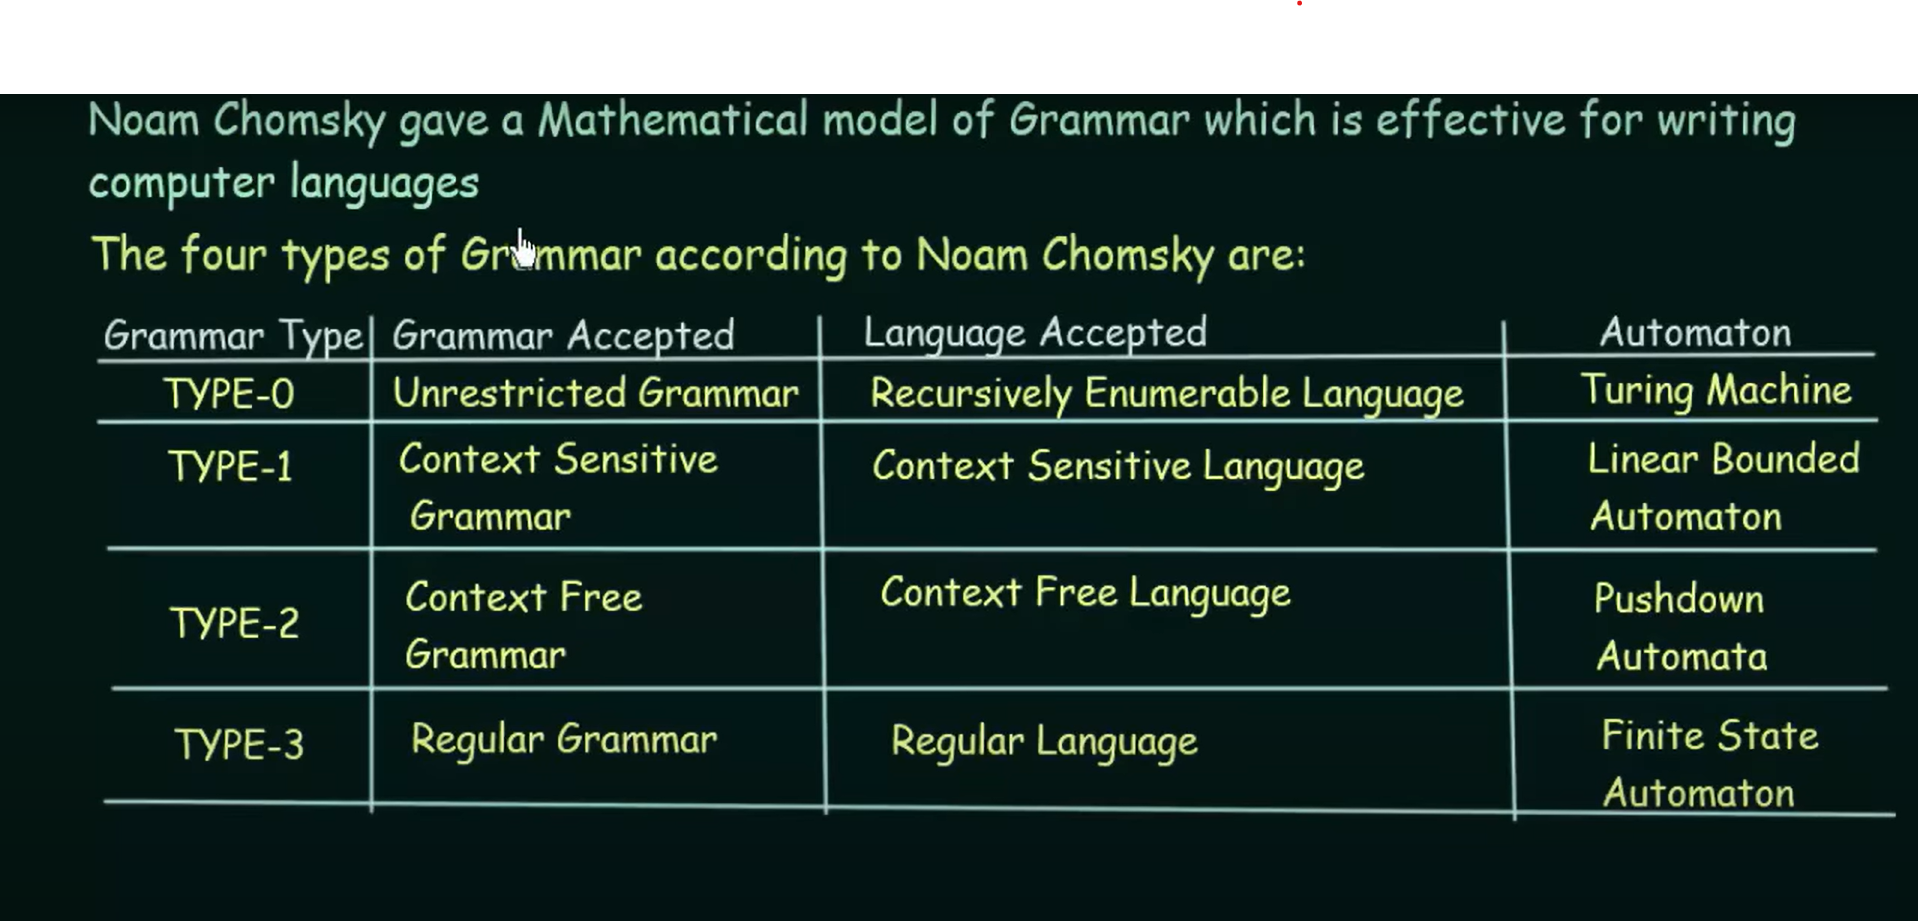 Noam Chomsky gave a Mathematical model of Grammar which is effective for writing
computer languages
The four types of Grammar according to Noam Chomsky are:
Grammar Type Grammar Accepted Language Accepted Automaton
TYPE-0 Unrestricted Grammar Recursively Enumerable Language Turing Machine
TYPE-1 Context Sensitive Grammar Context Sensitive Language Linear Bounded Automaton
TYPE-2 Context Free Grammar Context Free Language Pushdown Automata
TYPE-3 Regular Grammar Regular Language Finite State Automaton